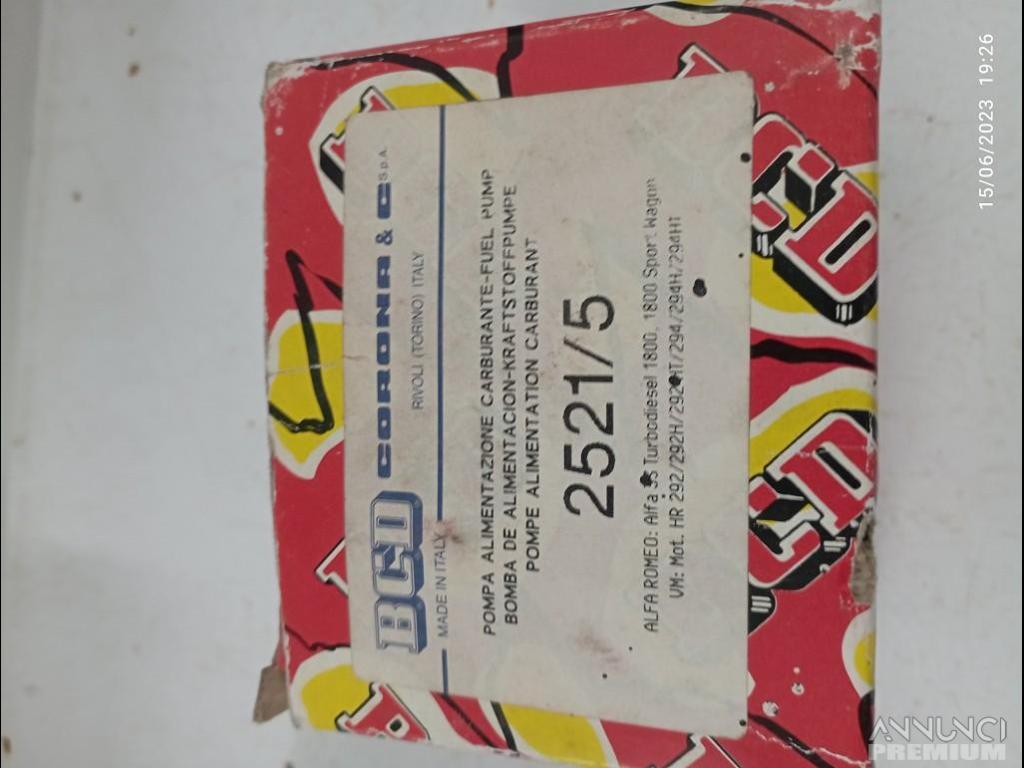 BCD CORONA & C S.p.A.
RIVOLI (TORINO) ITALY
MADE IN ITALY
POMPA ALIMENTAZIONE CARBURANTE-FUEL PUMP
BOMBA DE ALIMENTACION-KRAFTSTOFFPUMPE
POMPE ALIMENTATION CARBURANT
2521/5
ALFA ROMEO: Alfa 33 Turbodiesel 1800, 1800 Sport Wagon
VM: Mot. HR 292/292H/292HT/294/294H/294HT
15/06/2023 19:26
ANNUNCI
PREMIUM